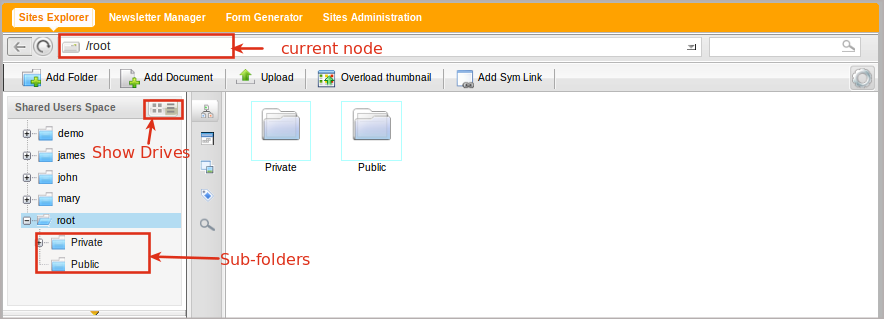 Sites Explorer Newsletter Manager Form Generator Sites Administration
/root current node
Add Folder Add Document Upload Overload thumbnail Add Sym Link
Shared Users Space
demo
Show Drives
james
john
mary
root
Private
Public
Sub-folders
Private Public